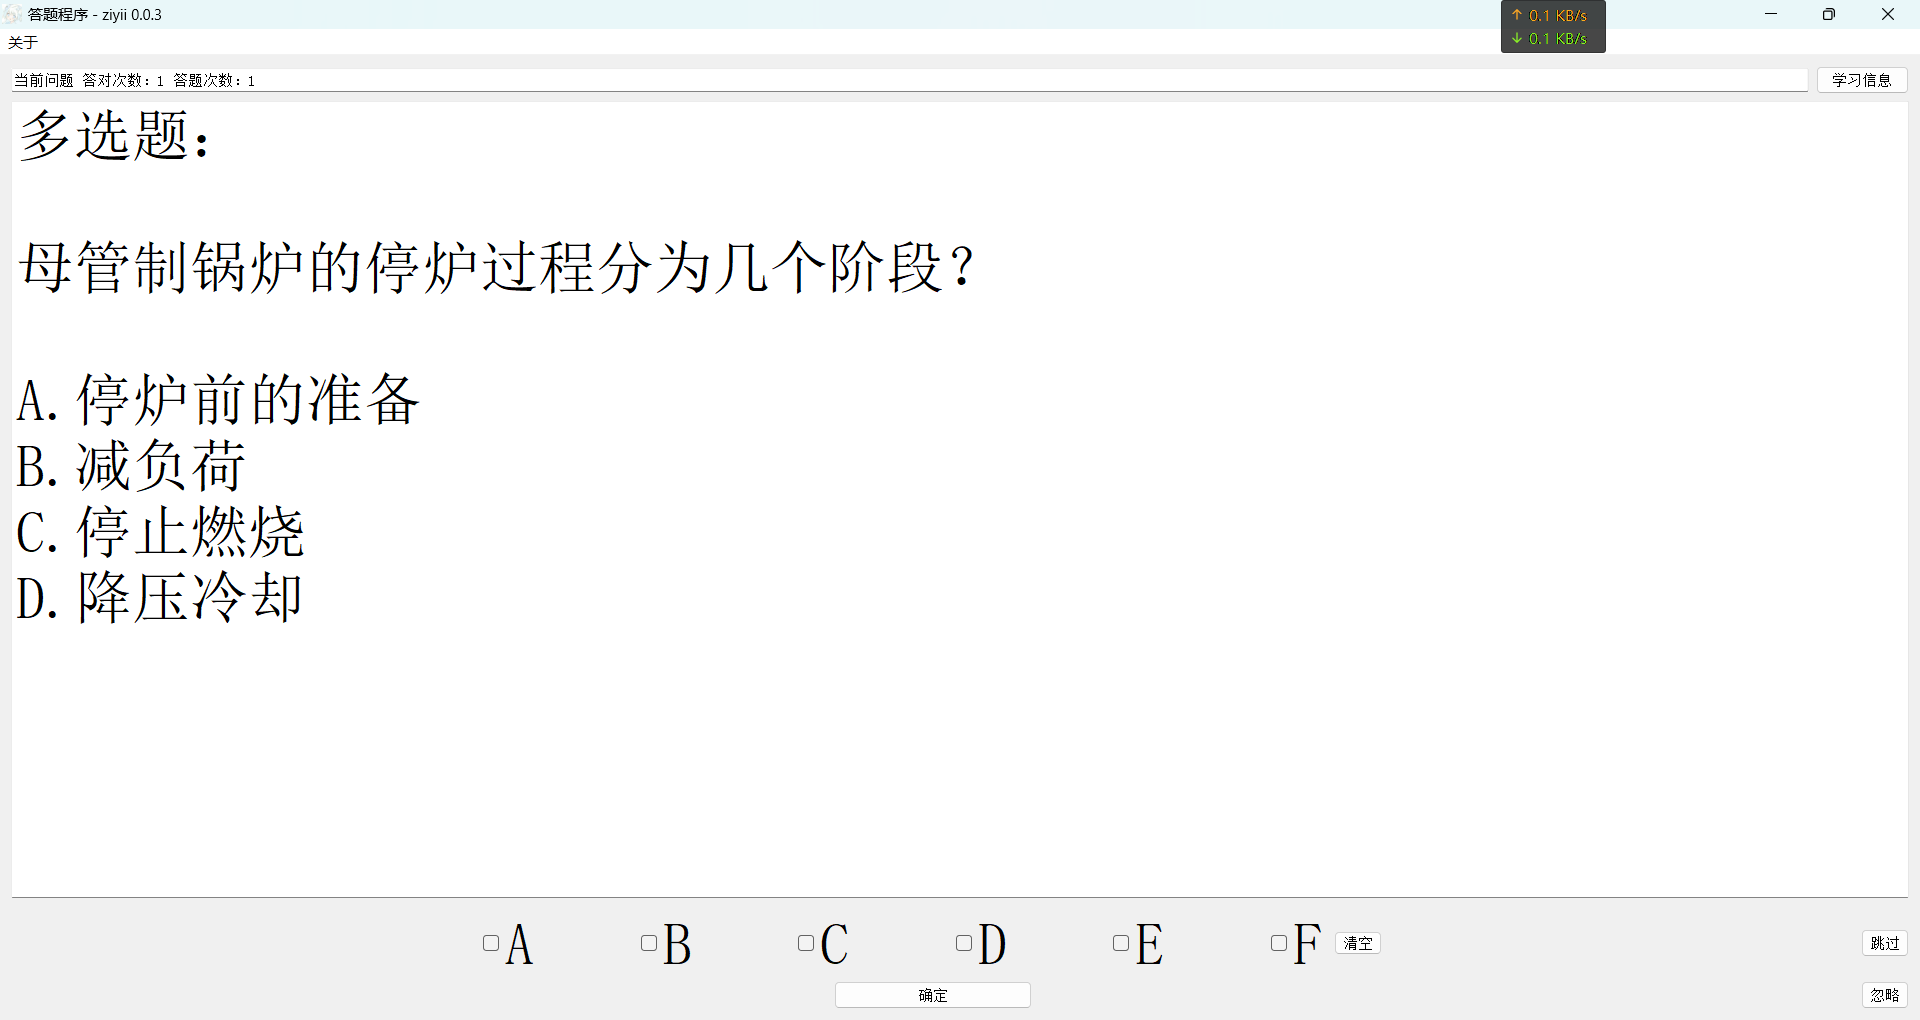 答题程序 - ziyii 0.0.3
↑ 0.1 KB/s
↓ 0.1 KB/s
关于
当前问题 答对次数：1 答题次数：1
学习信息
多选题：
母管制锅炉的停炉过程分为几个阶段？
A.停炉前的准备
B.减负荷
C.停止燃烧
D.降压冷却
A
B
C
D
E
F
清空
跳过
确定
忽略